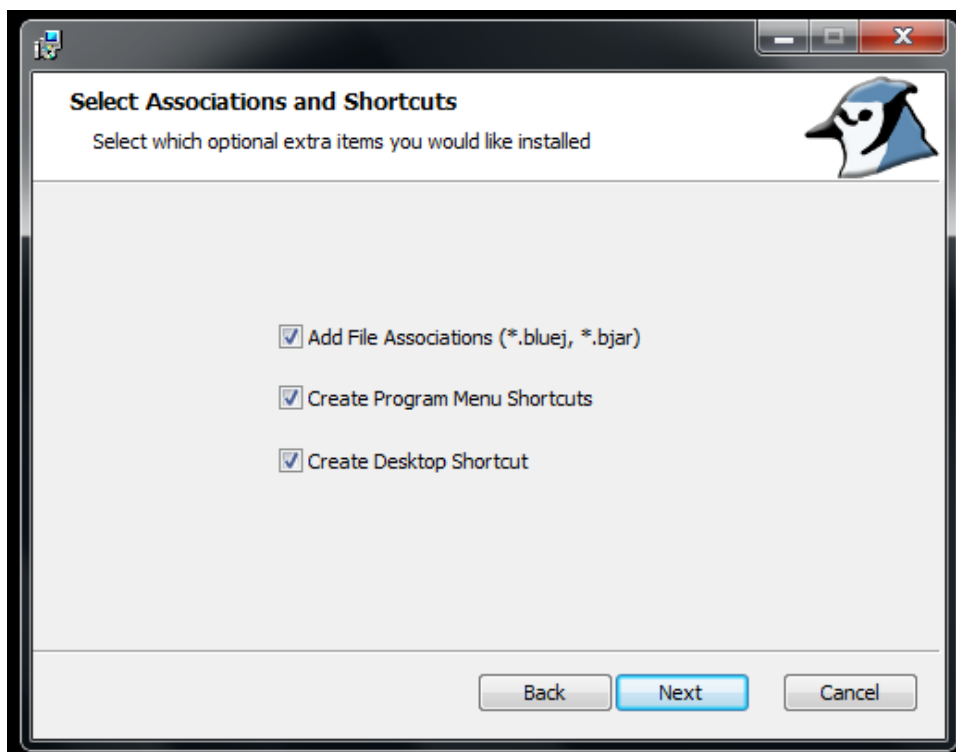 Select Associations and Shortcuts
Select which optional extra items you would like installed
Add File Associations (*.bluej, *.bjar)
Create Program Menu Shortcuts
Create Desktop Shortcut
Back Next Cancel